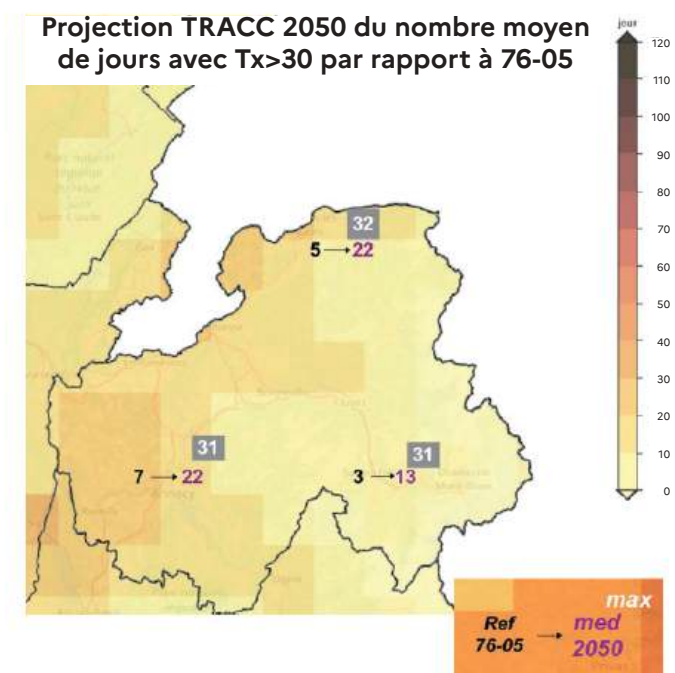 Projection TRACC 2050 du nombre moyen
de jours avec Tx>30 par rapport à 76-05
jour
120
110
100
90
80
70
60
50
40
30
20
10
0
32
5 → 22
31
7 → 22
31
3 → 13
Annecy
max
Ref
76-05
→
med
2050